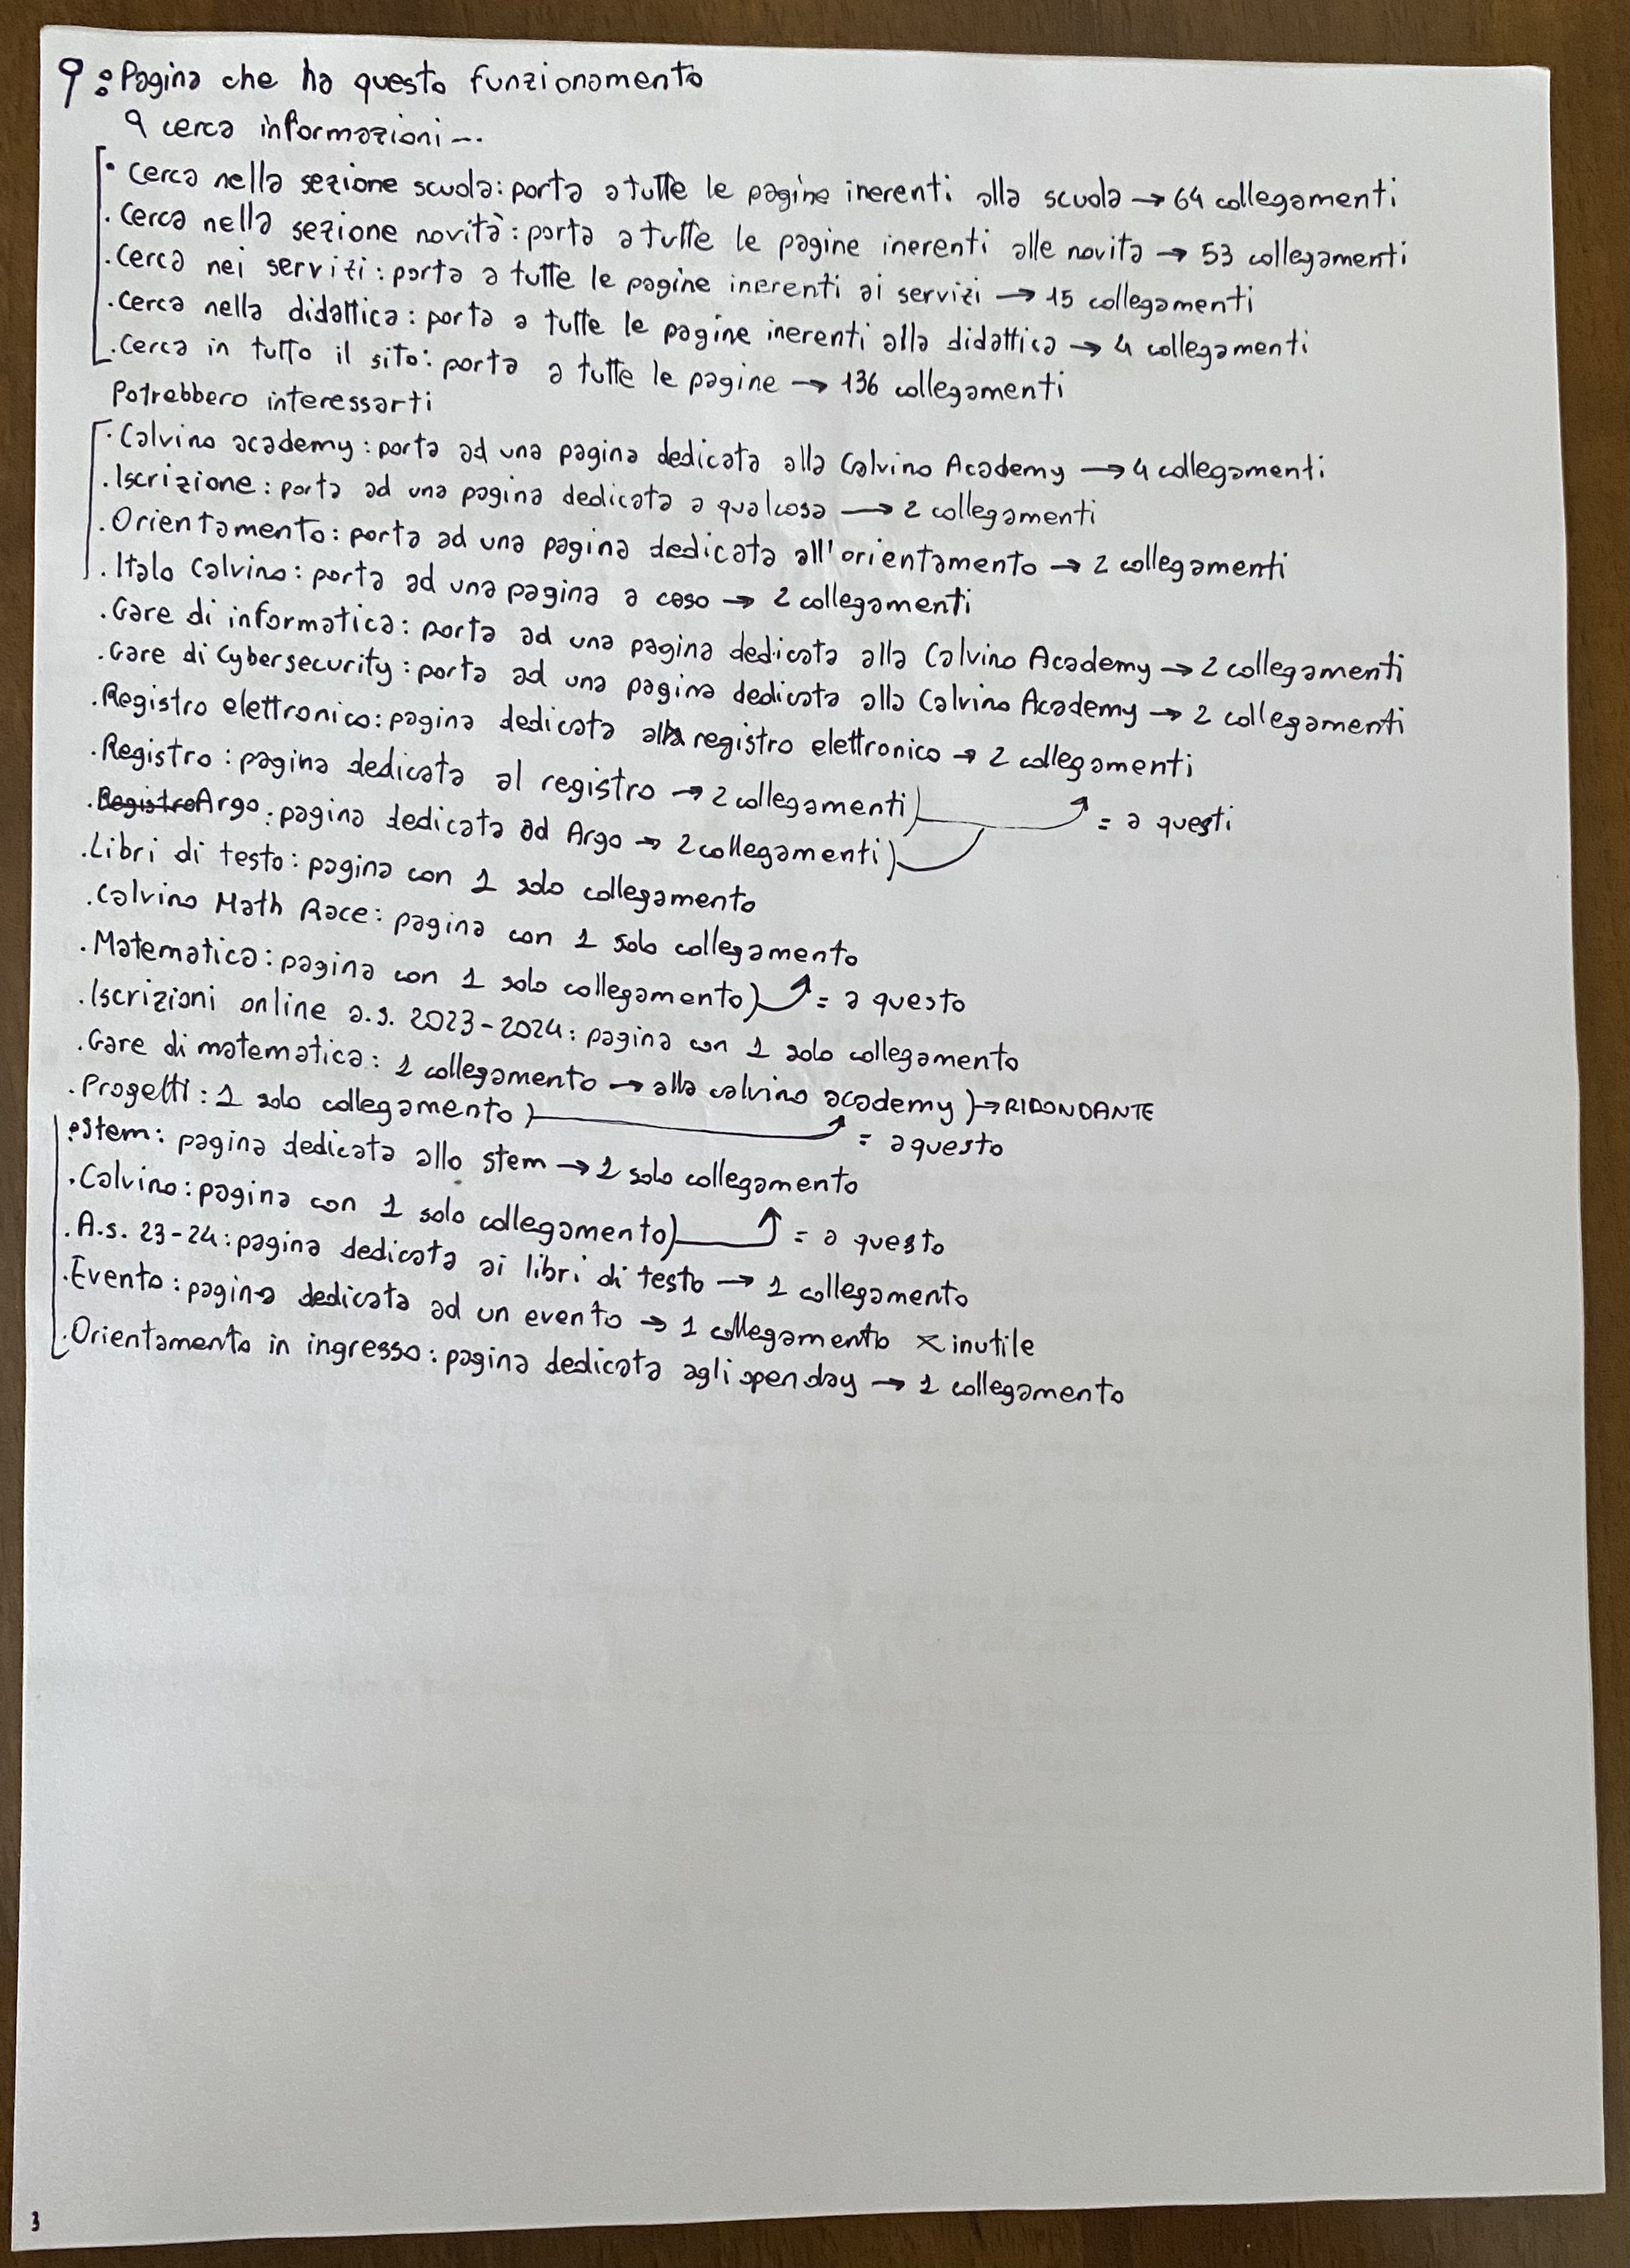 : Pagina che ha questo funzionamento
cerca informazioni...
· Cerca nella sezione scuola: porta a tutte le pagine inerenti alla scuola → 64 collegamenti
· Cerca nella sezione novità: porta a tutte le pagine inerenti alle novità → 53 collegamenti
· Cerca nei servizi: porta a tutte le pagine inerenti ai servizi → 15 collegamenti
· Cerca nella didattica: porta a tutte le pagine inerenti alla didattica → 4 collegamenti
· Cerca in tutto il sito: porta a tutte le pagine → 136 collegamenti
Potrebbero interessarti
· Calvino academy: porta ad una pagina dedicata alla Calvino Academy → 4 collegamenti
· Iscrizione: porta ad una pagina dedicata a qualcosa → 2 collegamenti
· Orientamento: porta ad una pagina dedicata all'orientamento → 2 collegamenti
· Italo Calvino: porta ad una pagina a caso → 2 collegamenti
· Gare di informatica: porta ad una pagina dedicata alla Calvino Academy → 2 collegamenti
· Gare di Cybersecurity: porta ad una pagina dedicata alla Calvino Academy → 2 collegamenti
· Registro elettronico: pagina dedicata al registro elettronico → 2 collegamenti
· Registro: pagina dedicata al registro → 2 collegamenti) = a questi
· Registro Argo: pagina dedicata ad Argo → 2 collegamenti)
· Libri di testo: pagina con 1 solo collegamento
· Calvino Math Race: pagina con 1 solo collegamento
· Matematica: pagina con 1 solo collegamento) = a questo
· Iscrizioni online a.s. 2023-2024: pagina con 1 solo collegamento
· Gare di matematica: 1 collegamento → alla calvino academy) → RIDONDANTE
· Progetti: 1 solo collegamento) = a questo
· Stem: pagina dedicata allo stem → 1 solo collegamento
· Calvino: pagina con 1 solo collegamento) = a questo
· A.s. 23-24: pagina dedicata ai libri di testo → 1 collegamento
· Evento: pagina dedicata ad un evento → 1 collegamento x inutile
· Orientamento in ingresso: pagina dedicata agli openday → 1 collegamento
3